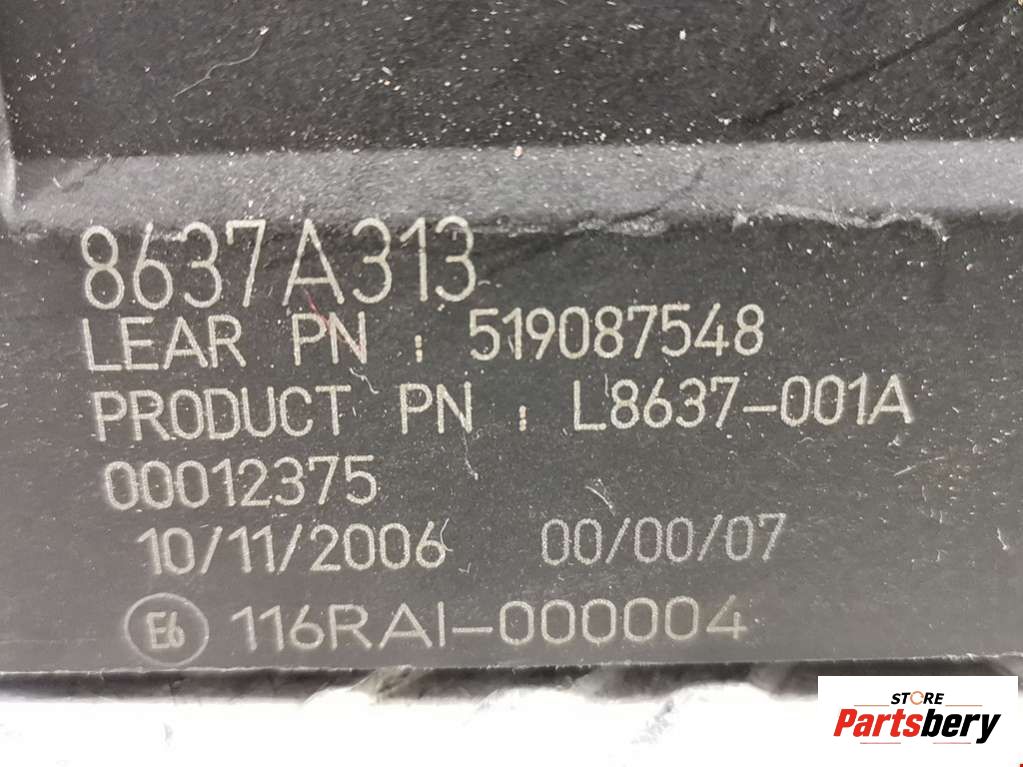 8637A313
LEAR PN : 519087548
PRODUCT PN : L8637-001A
00012375
10/11/2006 00/00/07
E6 116RAI-000004
STORE
Partsbery